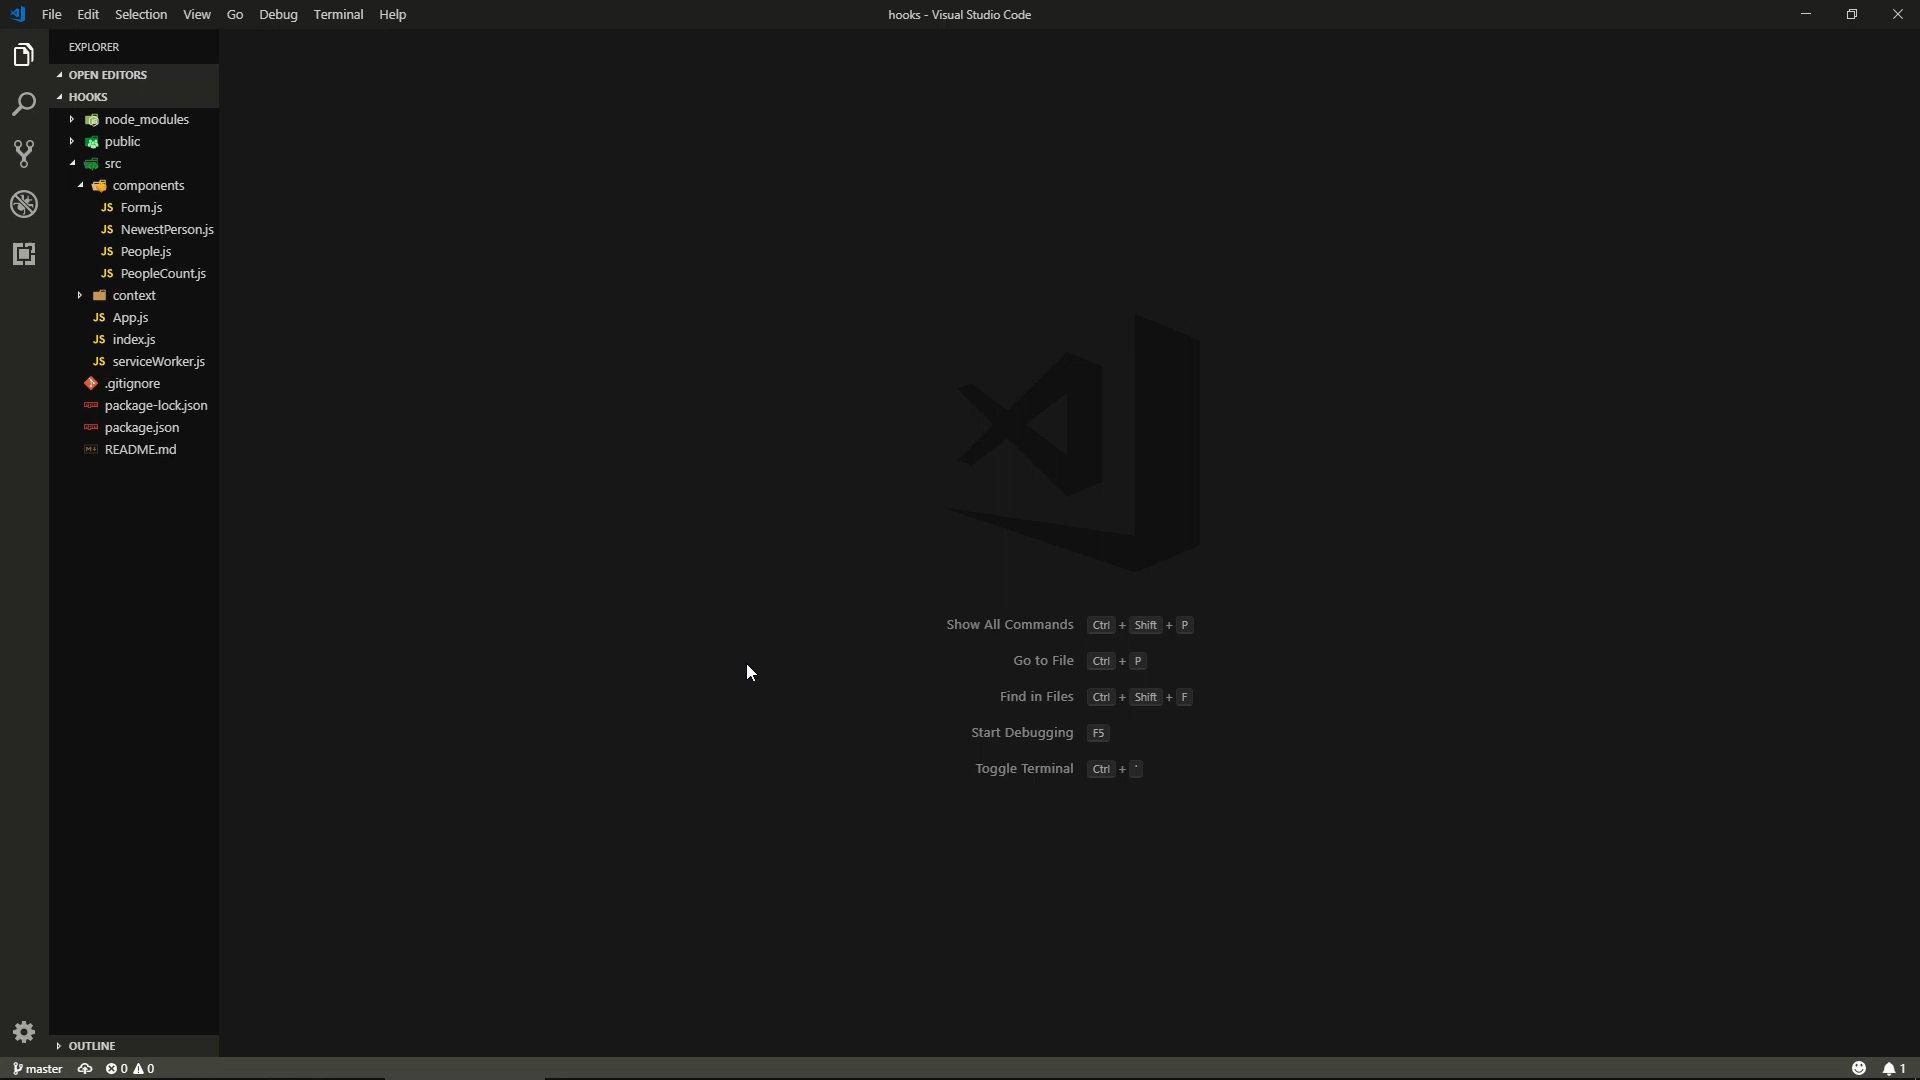 File Edit Selection View Go Debug Terminal Help
hooks - Visual Studio Code
EXPLORER
OPEN EDITORS
HOOKS
node_modules
public
src
components
JS Form.js
JS NewestPerson.js
JS People.js
JS PeopleCount.js
context
JS App.js
JS index.js
JS serviceWorker.js
.gitignore
package-lock.json
package.json
README.md
Show All Commands Ctrl + Shift + P
Go to File Ctrl + P
Find in Files Ctrl + Shift + F
Start Debugging F5
Toggle Terminal Ctrl + `
OUTLINE
master 0 0 1